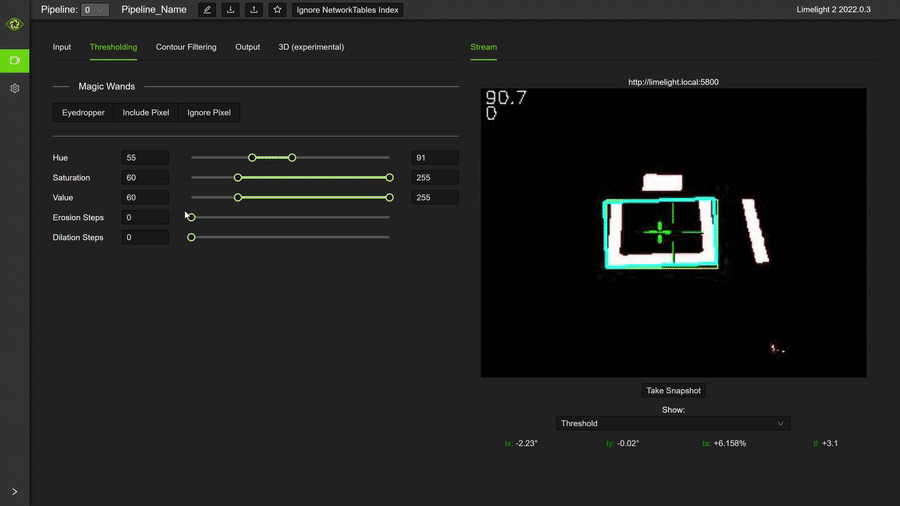 Pipeline: 0 Pipeline_Name Ignore NetworkTables Index Limelight 2 2022.0.3
Input Thresholding Contour Filtering Output 3D (experimental) Stream
Magic Wands
Eyedropper Include Pixel Ignore Pixel
Hue 55 91
Saturation 60 255
Value 60 255
Erosion Steps 0
Dilation Steps 0
http://limelight.local:5800
90.7
0
Take Snapshot
Show:
Threshold
tx: -2.23° ty: -0.02° ta: +6.158% tl: +3.1